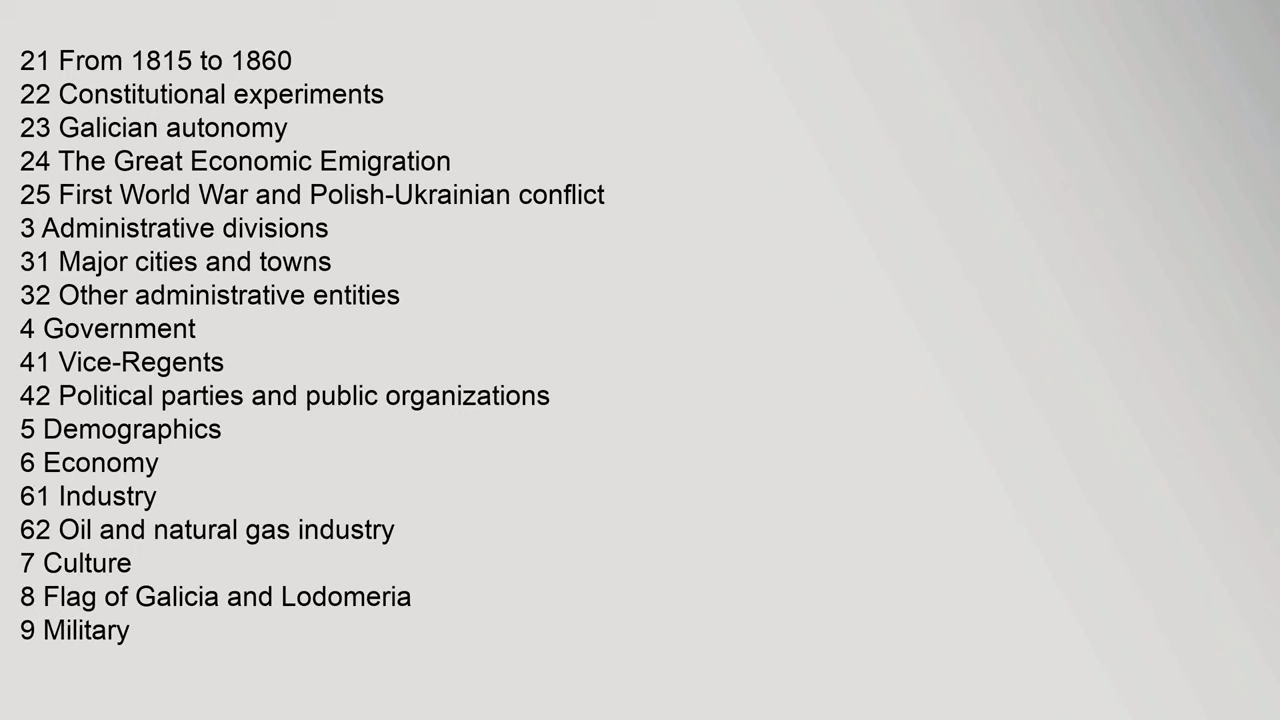 21 From 1815 to 1860
22 Constitutional experiments
23 Galician autonomy
24 The Great Economic Emigration
25 First World War and Polish-Ukrainian conflict
3 Administrative divisions
31 Major cities and towns
32 Other administrative entities
4 Government
41 Vice-Regents
42 Political parties and public organizations
5 Demographics
6 Economy
61 Industry
62 Oil and natural gas industry
7 Culture
8 Flag of Galicia and Lodomeria
9 Military